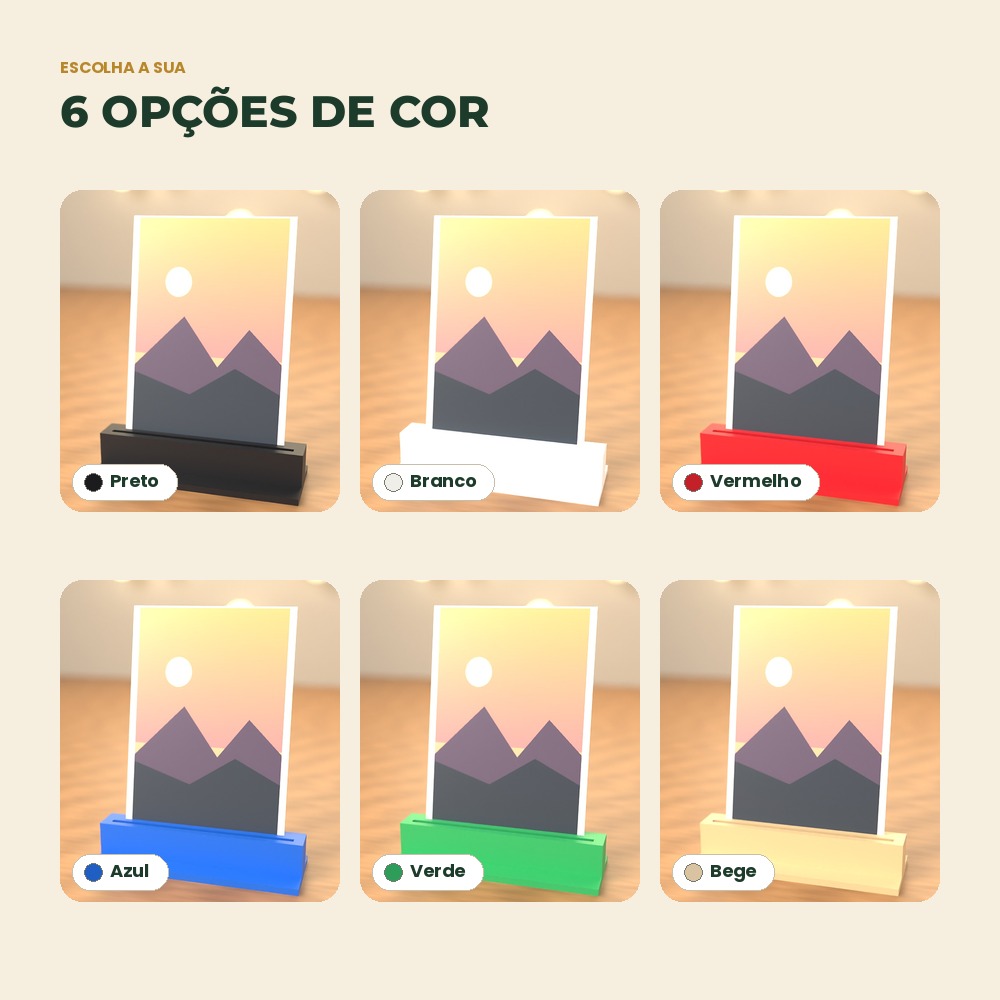 ESCOLHA A SUA
6 OPÇÕES DE COR
Preto
Branco
Vermelho
Azul
Verde
Bege